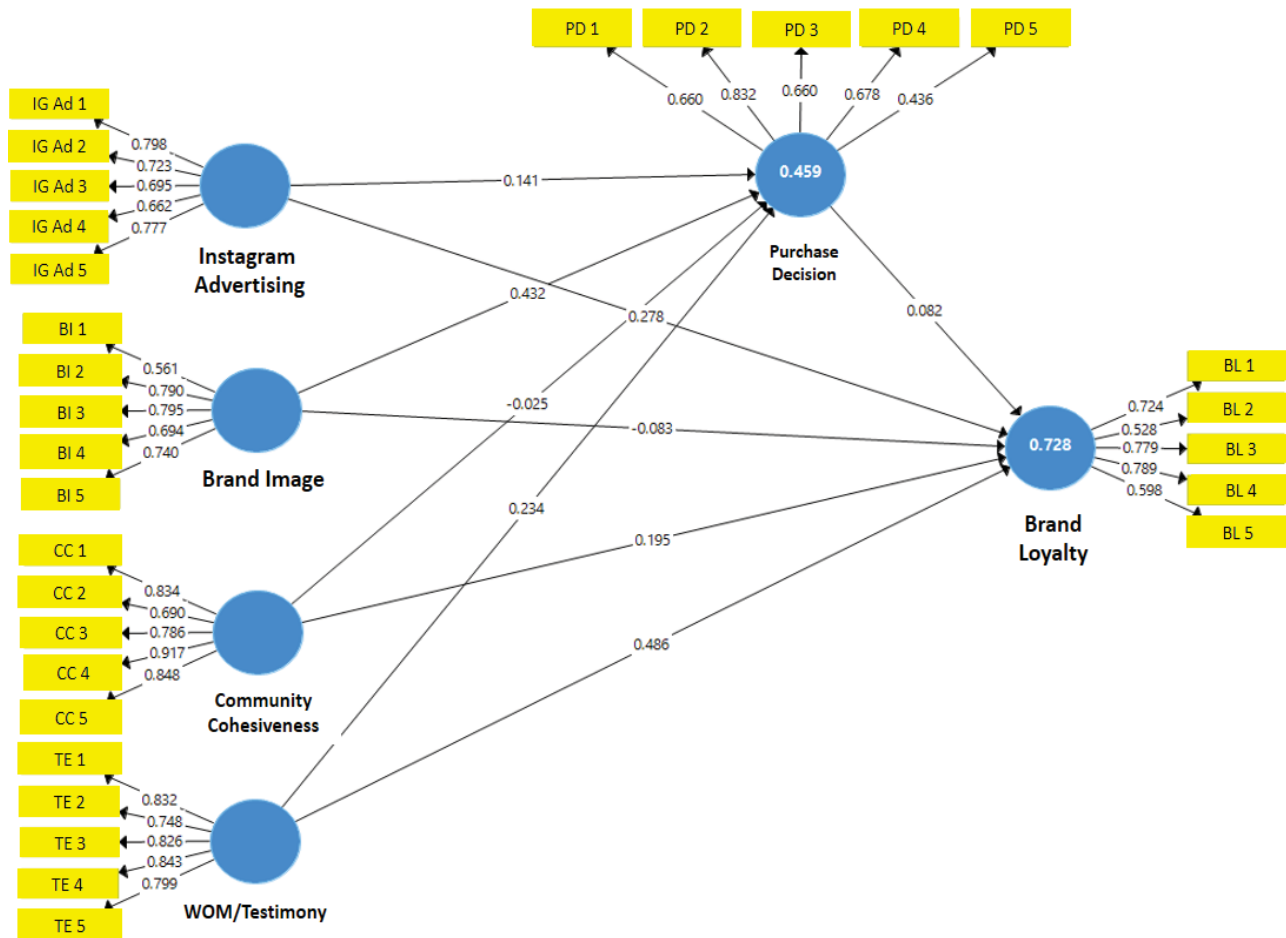 PD 1
PD 2
PD 3
PD 4
PD 5
0.660
0.832
0.660
0.678
0.436
IG Ad 1
IG Ad 2
IG Ad 3
IG Ad 4
IG Ad 5
0.798
0.723
0.695
0.662
0.777
Instagram
Advertising
0.141
0.459
Purchase
Decision
0.432
0.278
0.082
BI 1
BI 2
BI 3
BI 4
BI 5
0.561
0.790
0.795
0.694
0.740
Brand Image
-0.025
-0.083
0.234
0.728
Brand
Loyalty
BL 1
BL 2
BL 3
BL 4
BL 5
0.724
0.528
0.779
0.789
0.598
CC 1
CC 2
CC 3
CC 4
CC 5
0.834
0.690
0.786
0.917
0.848
Community
Cohesiveness
0.195
0.486
TE 1
TE 2
TE 3
TE 4
TE 5
0.832
0.748
0.826
0.843
0.799
WOM/Testimony